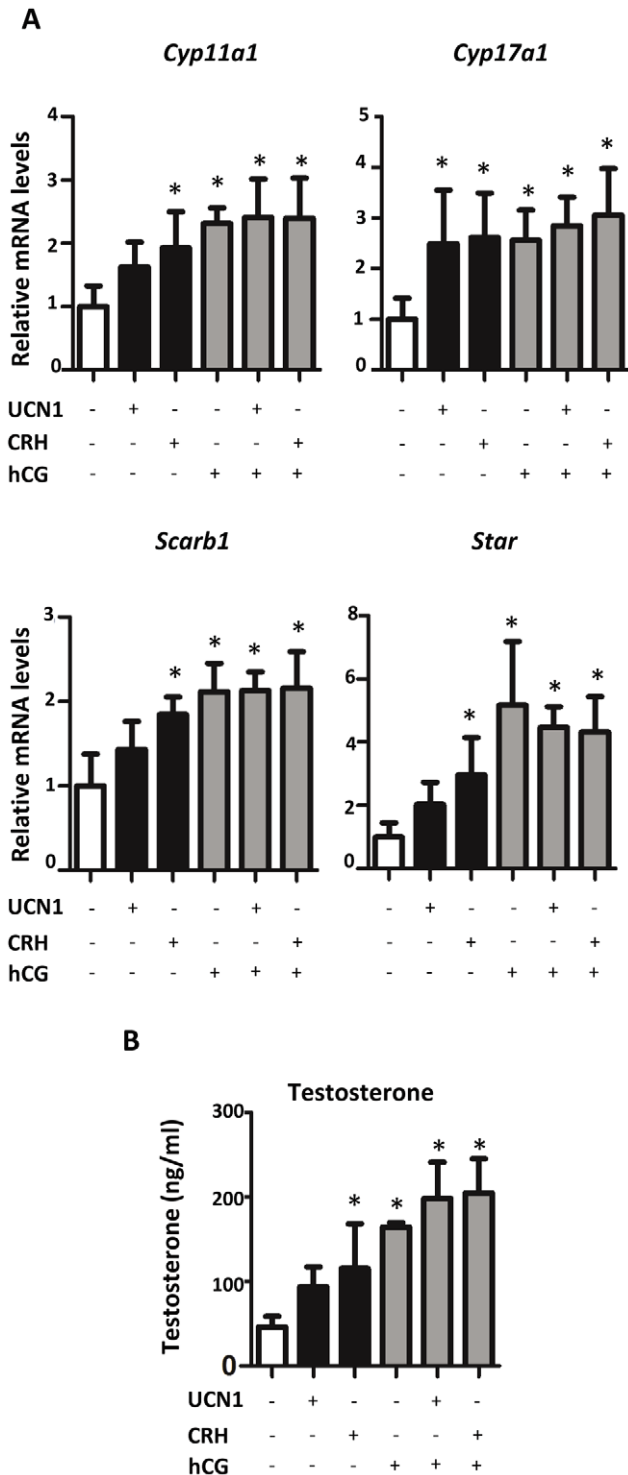 A
Cyp11a1 Cyp17a1
Relative mRNA levels
4
3
2
1
0
* * * *
5
4
3
2
1
0
* * * * *
UCN1 - + - - + - - + - - + -
CRH - - + - - + - - + - - +
hCG - - - + + + - - - + + +
Scarb1 Star
Relative mRNA levels
3
2
1
0
* * * *
8
6
4
2
0
* * * *
UCN1 - + - - + - - + - - + -
CRH - - + - - + - - + - - +
hCG - - - + + + - - - + + +
B
Testosterone
Testosterone (ng/ml)
300
200
100
0
* * * *
UCN1 - + - - + -
CRH - - + - - +
hCG - - - + + +